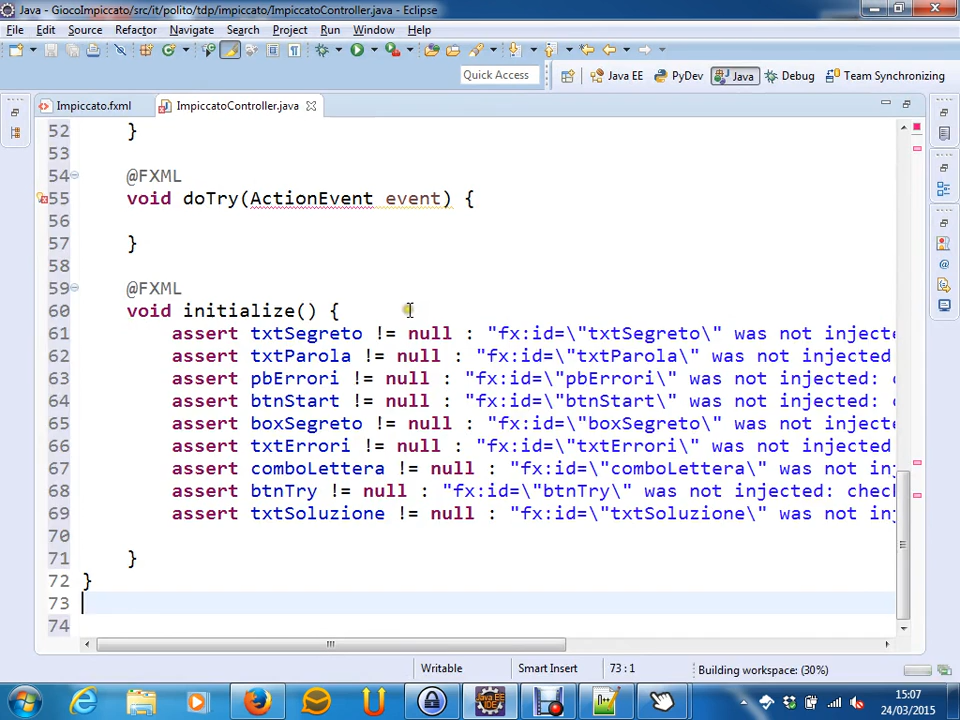 Java - GiocoImpiccato/src/it/polito/tdp/impiccato/ImpiccatoController.java - Eclipse
File Edit Source Refactor Navigate Search Project Run Window Help
Quick Access Java EE PyDev Java Debug Team Synchronizing
Impiccato.fxml ImpiccatoController.java
52 }
53
54 @FXML
55 void doTry(ActionEvent event) {
56
57 }
58
59 @FXML
60 void initialize() {
61 assert txtSegreto != null : "fx:id=\"txtSegreto\" was not injecte
62 assert txtParola != null : "fx:id=\"txtParola\" was not injected
63 assert pbErrori != null : "fx:id=\"pbErrori\" was not injected: c
64 assert btnStart != null : "fx:id=\"btnStart\" was not injected: c
65 assert boxSegreto != null : "fx:id=\"boxSegreto\" was not injecte
66 assert txtErrori != null : "fx:id=\"txtErrori\" was not injected
67 assert comboLettera != null : "fx:id=\"comboLettera\" was not inj
68 assert btnTry != null : "fx:id=\"btnTry\" was not injected: check
69 assert txtSoluzione != null : "fx:id=\"txtSoluzione\" was not inj
70
71 }
72 }
73
74
Writable Smart Insert 73 : 1 Building workspace: (30%)
15:07
24/03/2015